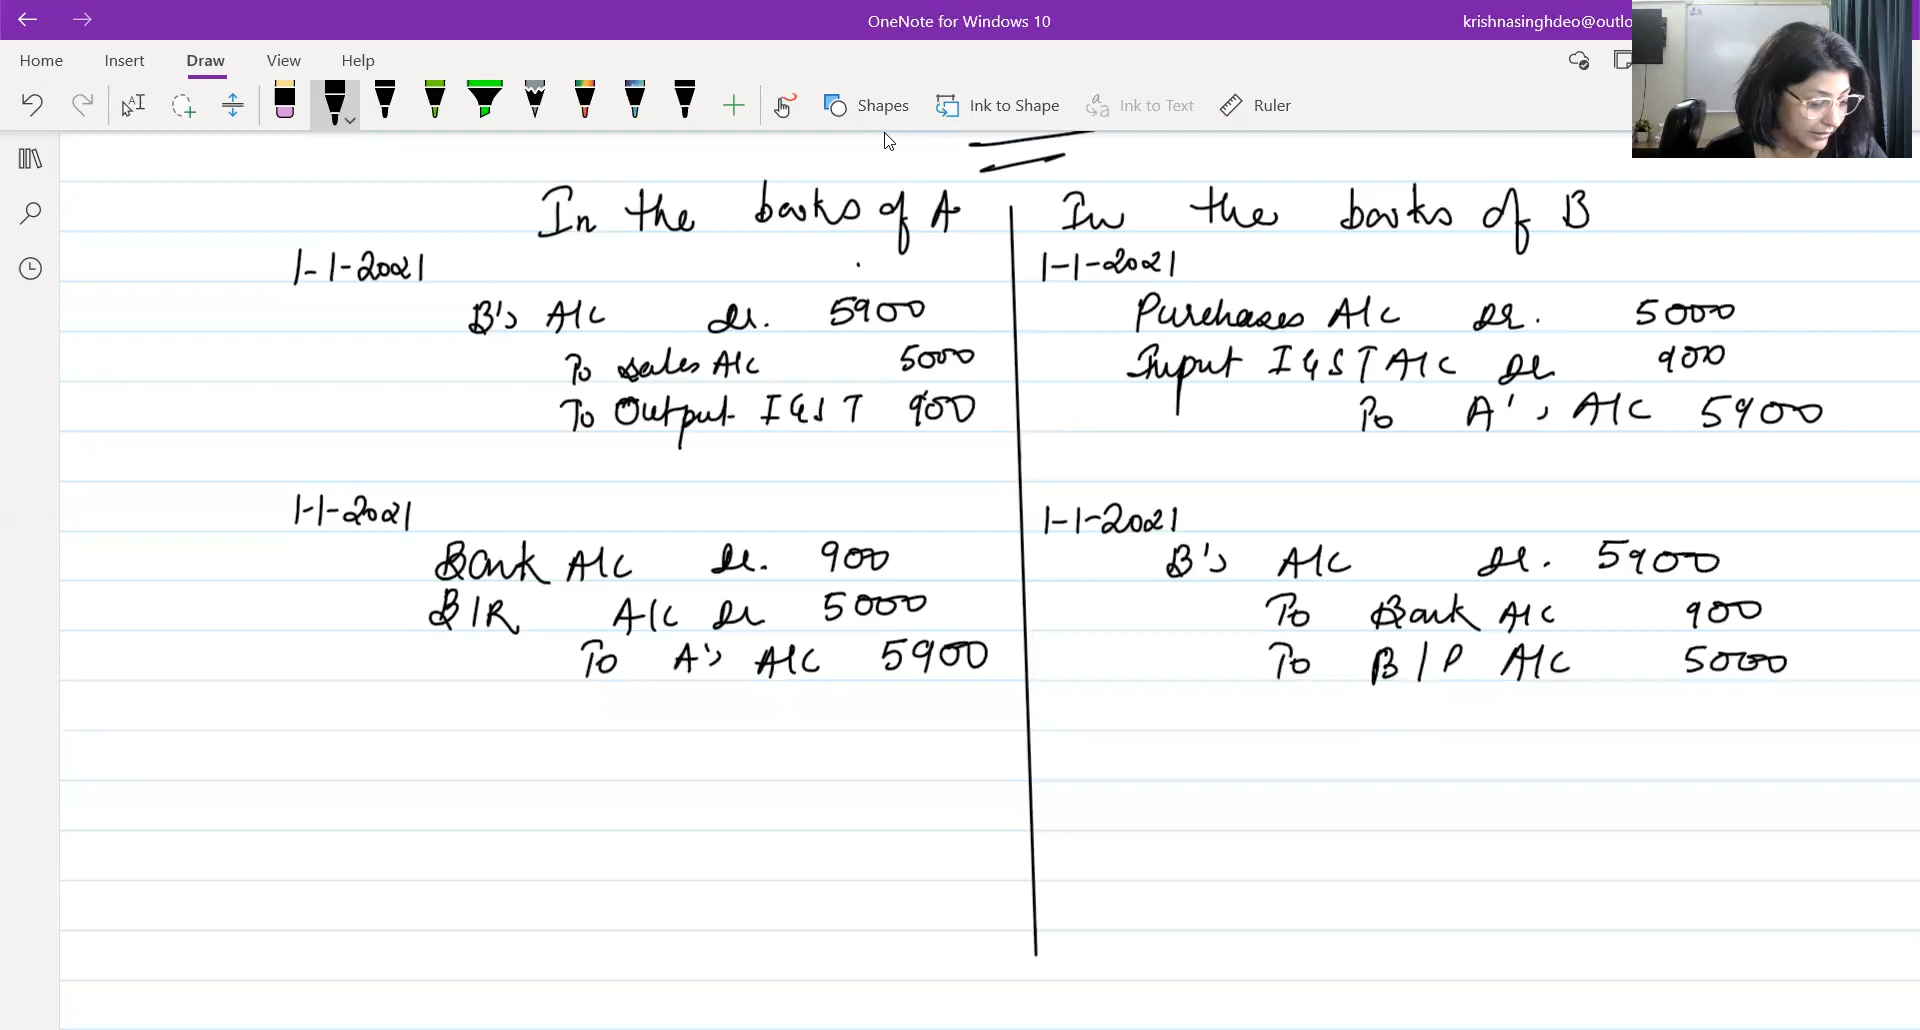 OneNote for Windows 10
krishnasinghdeo@outlo
Home Insert Draw View Help
Shapes Ink to Shape Ink to Text Ruler
In the books of A
1-1-2021
B's A/C Dr. 5900
To Sales A/C 5000
To Output IGST 900
1-1-2021
Bank A/C Dr. 900
B/R A/C Dr 5000
To A's A/C 5900
In the books of B
1-1-2021
Purchases A/C Dr. 5000
Input IGST A/C Dr 900
To A's A/C 5900
1-1-2021
B's A/C Dr. 5900
To Bank A/C 900
To B/P A/C 5000